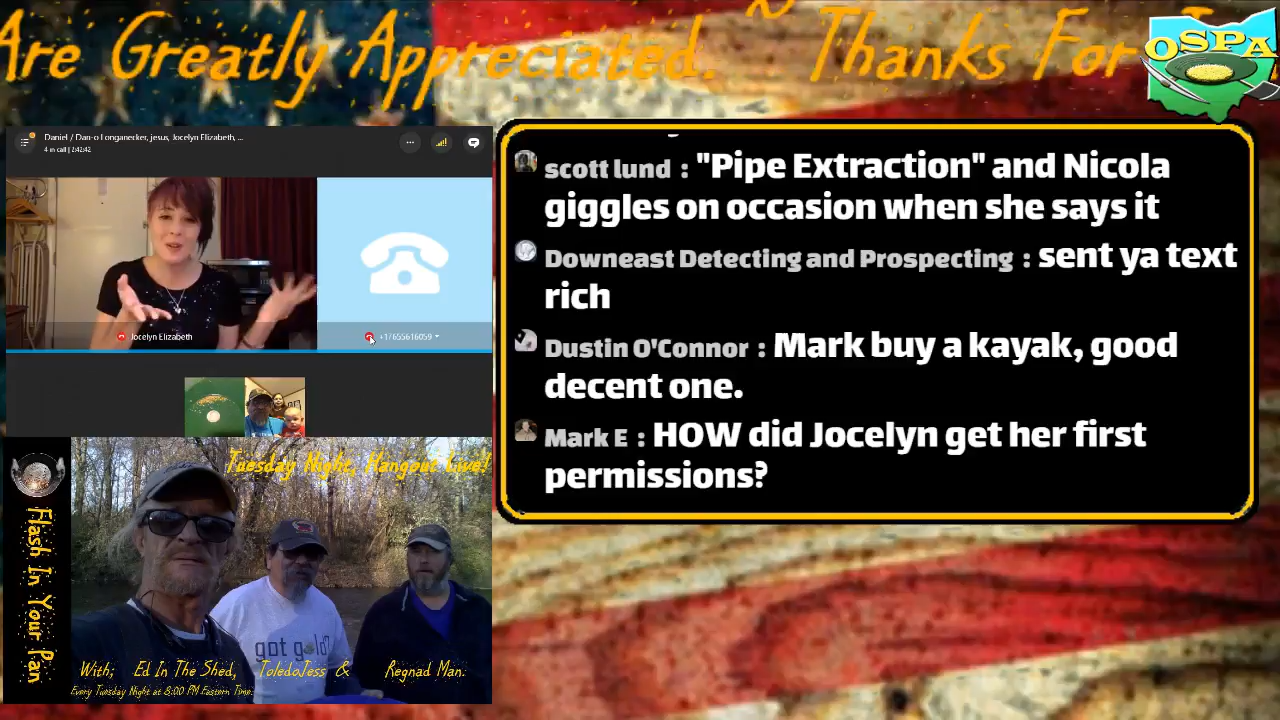 Are Greatly Appreciated. ~ Thanks For
OSPA
Daniel / Dan-o Longanecker, jesus, Jocelyn Elizabeth, ...
4 in call | 2:42:42
Jocelyn Elizabeth
+17655616059
scott lund : "Pipe Extraction" and Nicola
giggles on occasion when she says it
Downeast Detecting and Prospecting : sent ya text
rich
Dustin O'Connor : Mark buy a kayak, good
decent one.
Mark E : HOW did Jocelyn get her first
permissions?
Tuesday Night, Hangout Live!
Flash In Your Pan
got gold?
With; Ed In The Shed, ToledoJess & Regnad Man.
Every Tuesday Night at 8:00 PM Eastern Time.